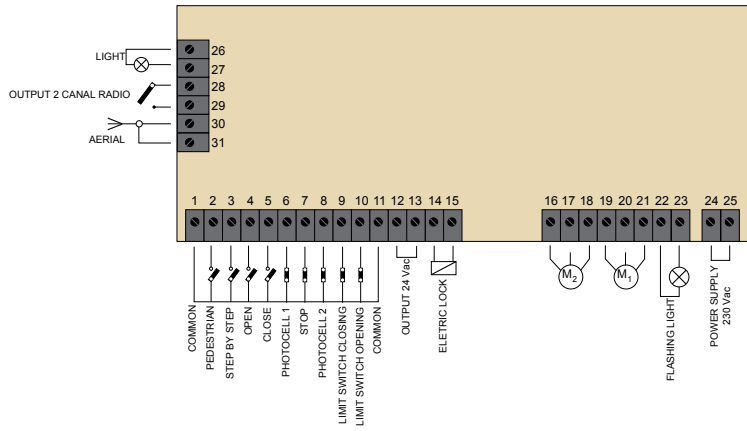 LIGHT
26
27
OUTPUT 2 CANAL RADIO
28
29
AERIAL
30
31
1 2 3 4 5 6 7 8 9 10 11 12 13 14 15
16 17 18 19 20 21 22 23
24 25
M2
M1
COMMON
PEDESTRIAN
STEP BY STEP
OPEN
CLOSE
PHOTOCELL 1
STOP
PHOTOCELL 2
LIMIT SWITCH CLOSING
LIMIT SWITCH OPENING
COMMON
OUTPUT 24 Vac
ELETRIC LOCK
FLASHING LIGHT
POWER SUPPLY
230 Vac